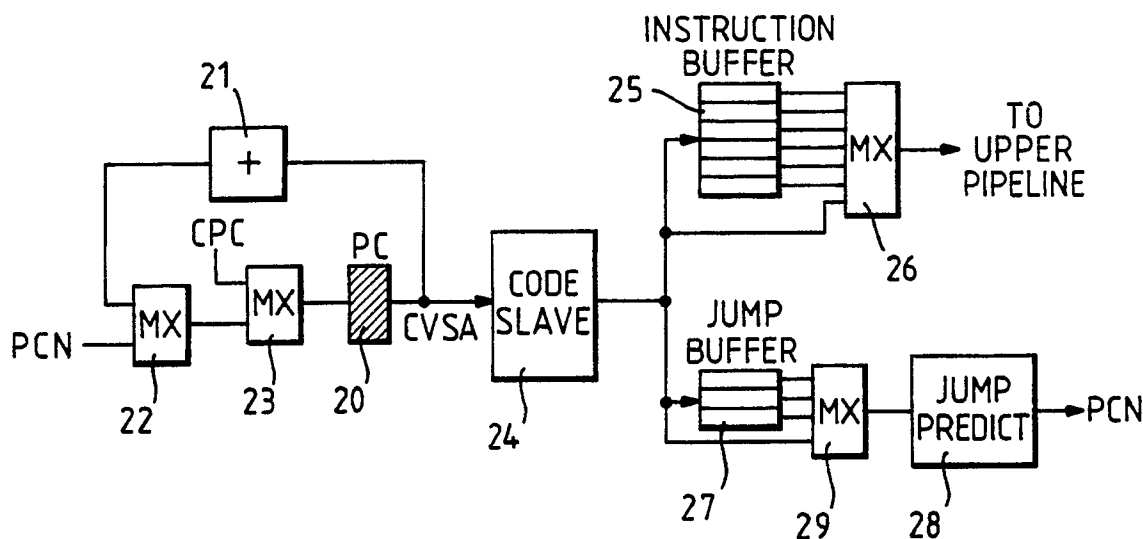 INSTRUCTION
BUFFER
25
21
+
MX
TO
UPPER
PIPELINE
26
CPC
PC
MX
MX
PCN
CVSA
CODE
SLAVE
22
23
20
24
JUMP
BUFFER
MX
JUMP
PREDICT
PCN
27
29
28